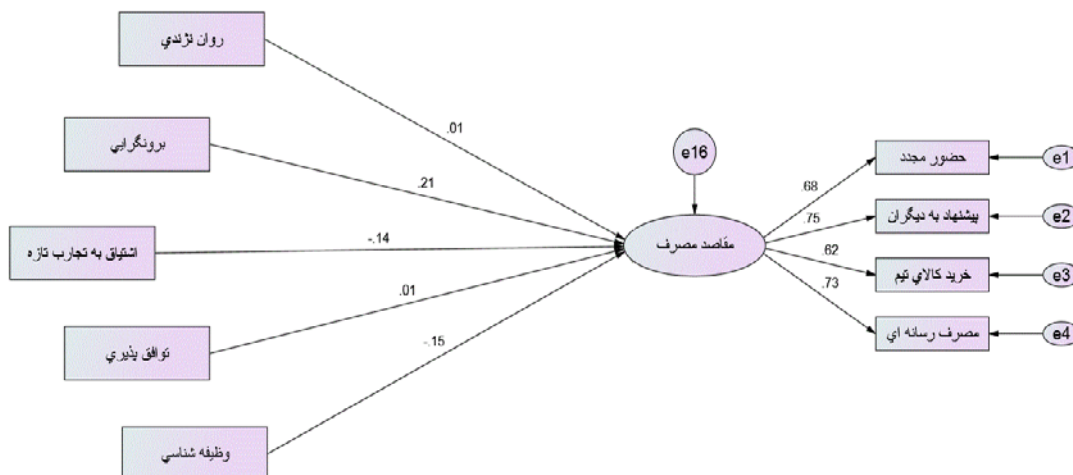 روان نژندي
برونگرايي
اشتياق به تجارب تازه
توافق پذيري
وظيفه شناسي
.01
.21
-.14
.01
-.15
e16
مقاصد مصرف
.68
.75
.62
.73
حضور مجدد
پيشنهاد به ديگران
خريد كالاي تيم
مصرف رسانه اي
e1
e2
e3
e4